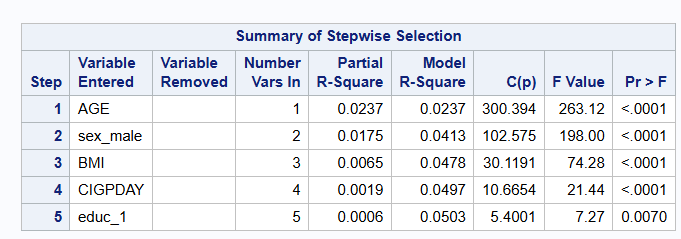 Summary of Stepwise Selection
Step Variable Entered Variable Removed Number Vars In Partial R-Square Model R-Square C(p) F Value Pr > F
1 AGE 1 0.0237 0.0237 300.394 263.12 <.0001
2 sex_male 2 0.0175 0.0413 102.575 198.00 <.0001
3 BMI 3 0.0065 0.0478 30.1191 74.28 <.0001
4 CIGPDAY 4 0.0019 0.0497 10.6654 21.44 <.0001
5 educ_1 5 0.0006 0.0503 5.4001 7.27 0.0070